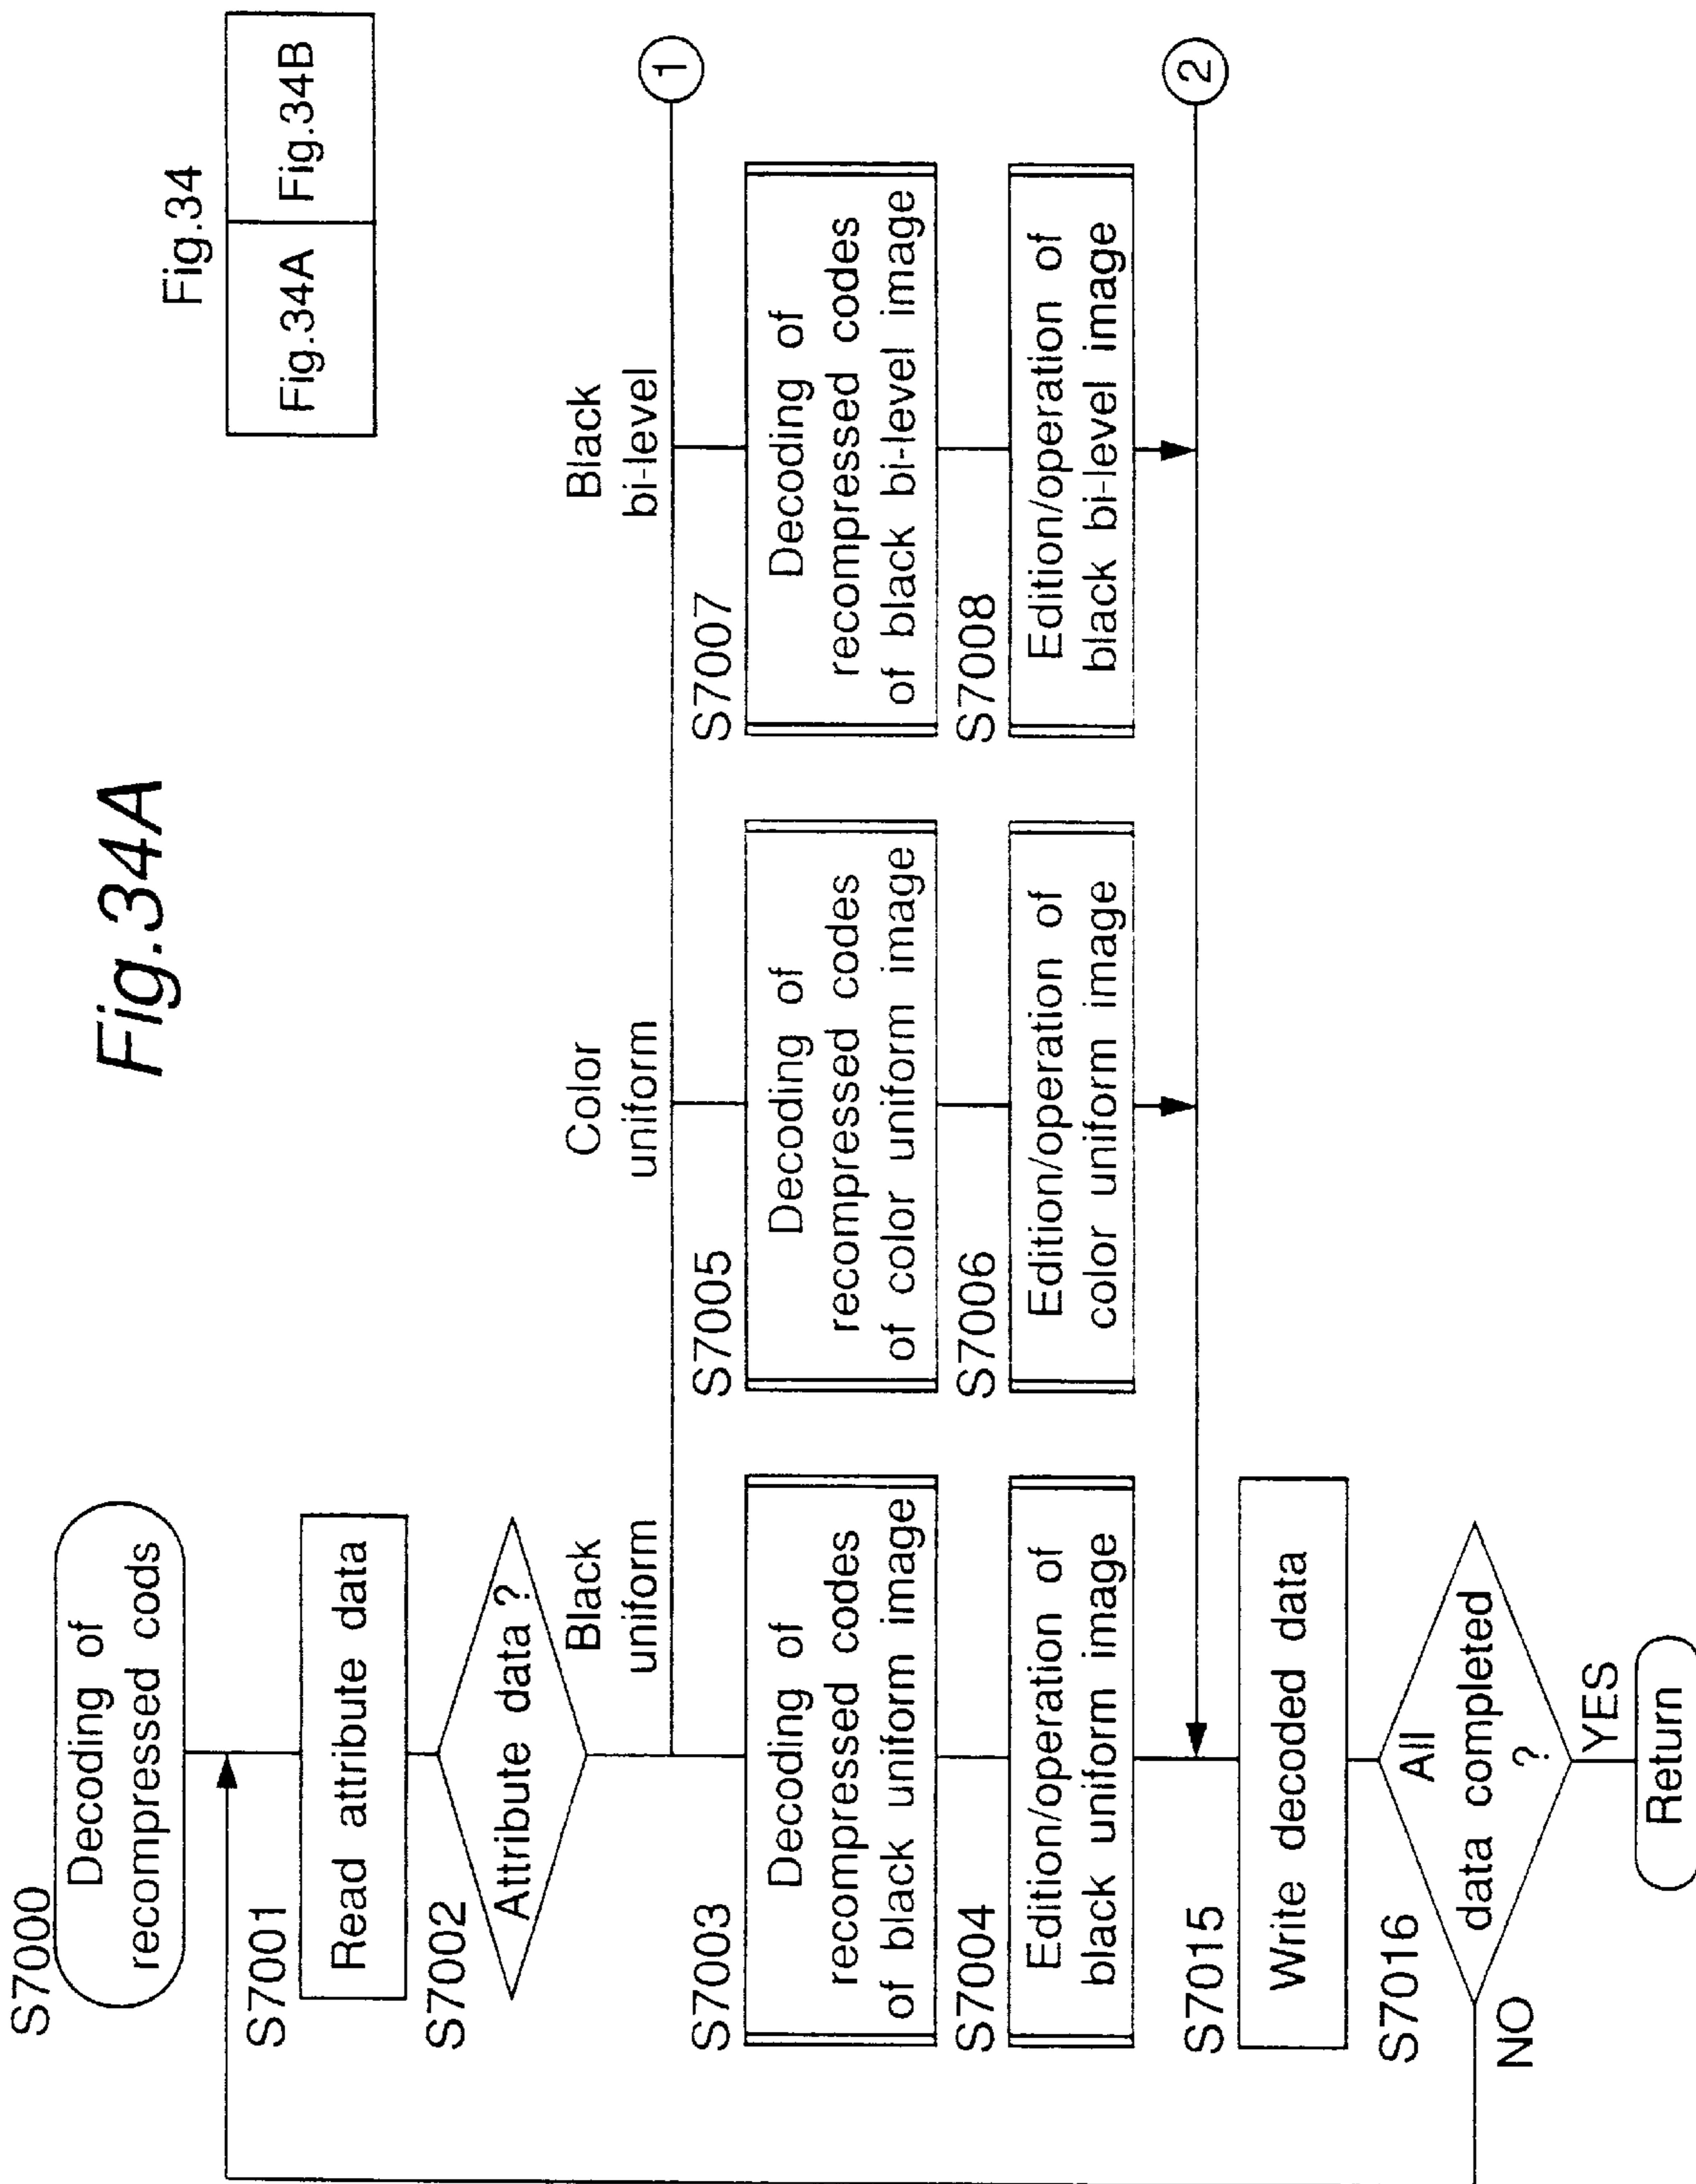 Fig.34A
Fig.34
Fig.34A
Fig.34B
S7000
Decoding of
recompressed cods
S7001
Read attribute data
S7002
Attribute data ?
Black
uniform
Color
uniform
Black
bi-level
1
S7003
Decoding of
recompressed codes
of black uniform image
S7005
Decoding of
recompressed codes
of color uniform image
S7007
Decoding of
recompressed codes
of black bi-level image
S7004
Edition/operation of
black uniform image
S7006
Edition/operation of
color uniform image
S7008
Edition/operation of
black bi-level image
2
S7015
Write decoded data
S7016
All
data completed
?
NO
YES
Return